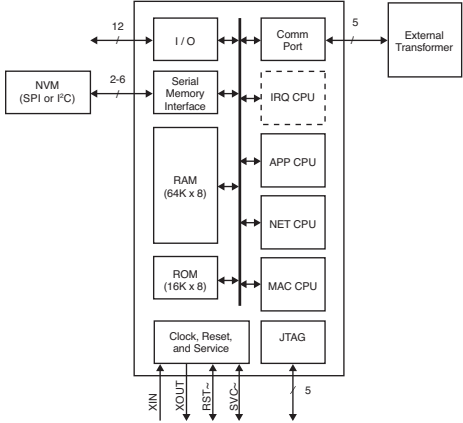 12
I / O
Comm
Port
5
External
Transformer
NVM
(SPI or I²C)
2-6
Serial
Memory
Interface
IRQ CPU
RAM
(64K x 8)
APP CPU
NET CPU
ROM
(16K x 8)
MAC CPU
Clock, Reset,
and Service
JTAG
XIN
XOUT
RST~
SVC~
5